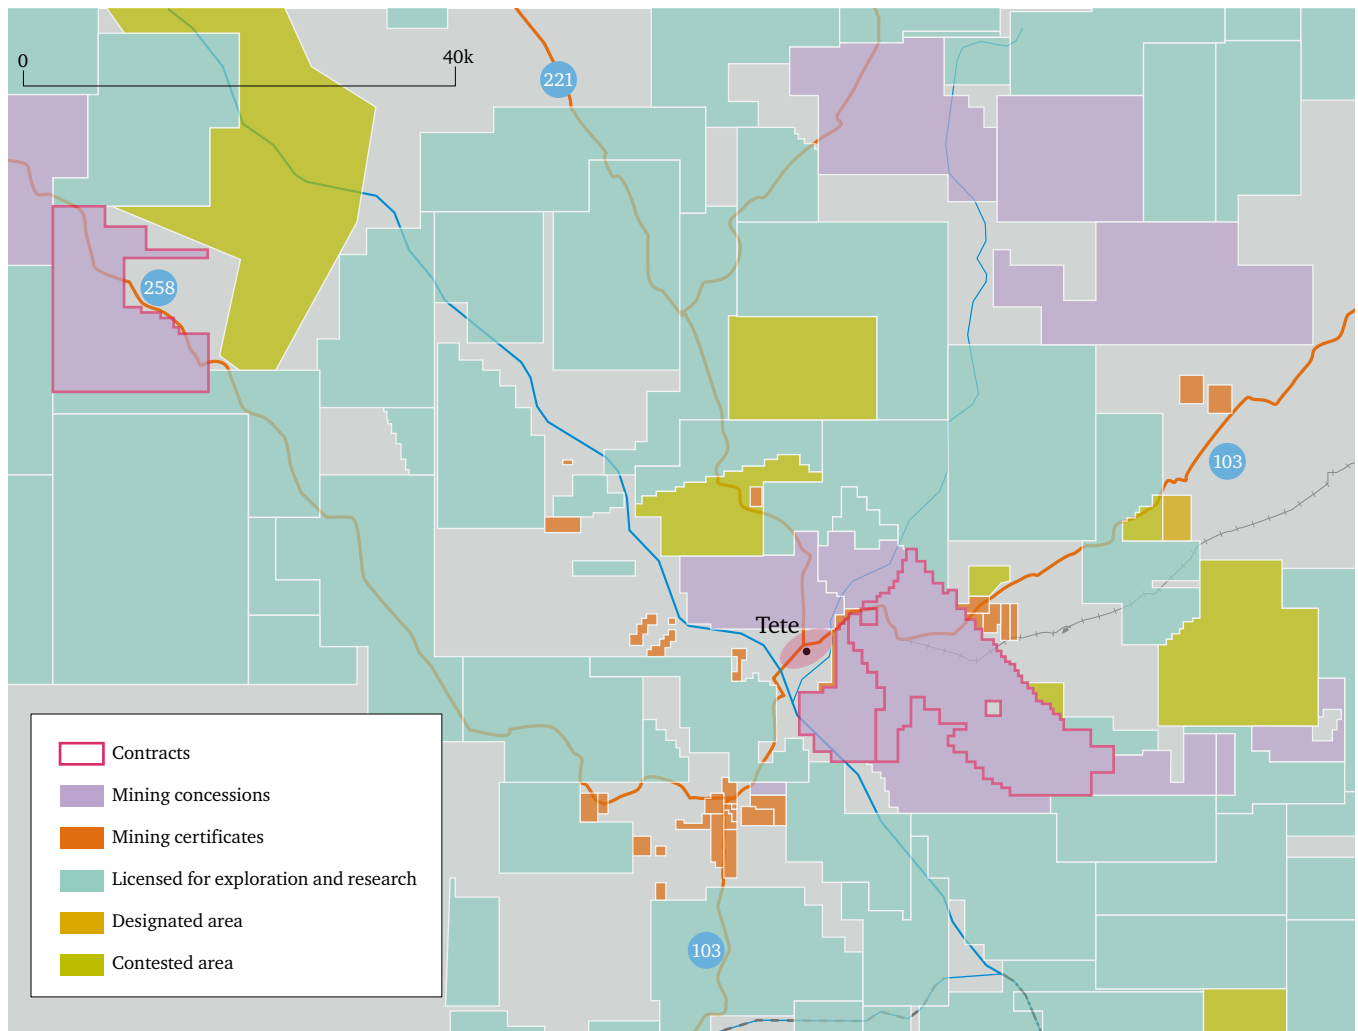 0
40k
221
258
103
Tete
Contracts
Mining concessions
Mining certificates
Licensed for exploration and research
Designated area
Contested area
103